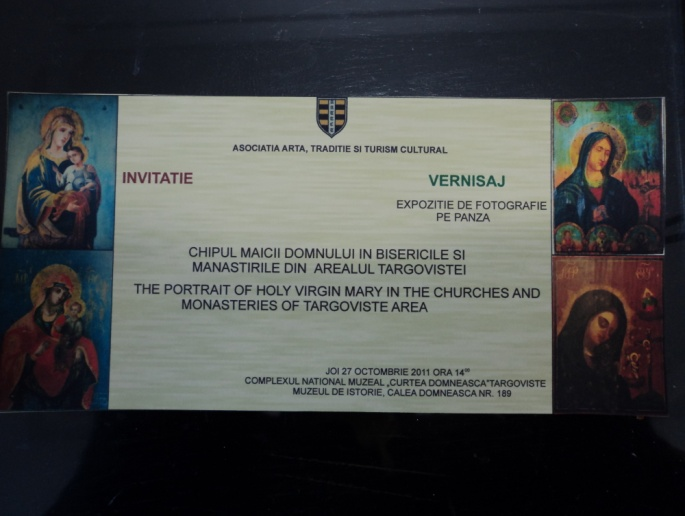 ASOCIATIA ARTA, TRADITIE SI TURISM CULTURAL
INVITATIE
VERNISAJ
EXPOZITIE DE FOTOGRAFIE
PE PANZA
CHIPUL MAICII DOMNULUI IN BISERICILE SI
MANASTIRILE DIN AREALUL TARGOVISTEI
THE PORTRAIT OF HOLY VIRGIN MARY IN THE CHURCHES AND
MONASTERIES OF TARGOVISTE AREA
JOI 27 OCTOMBRIE 2011 ORA 14⁰⁰
COMPLEXUL NATIONAL MUZEAL „CURTEA DOMNEASCA"TARGOVISTE
MUZEUL DE ISTORIE, CALEA DOMNEASCA NR. 189